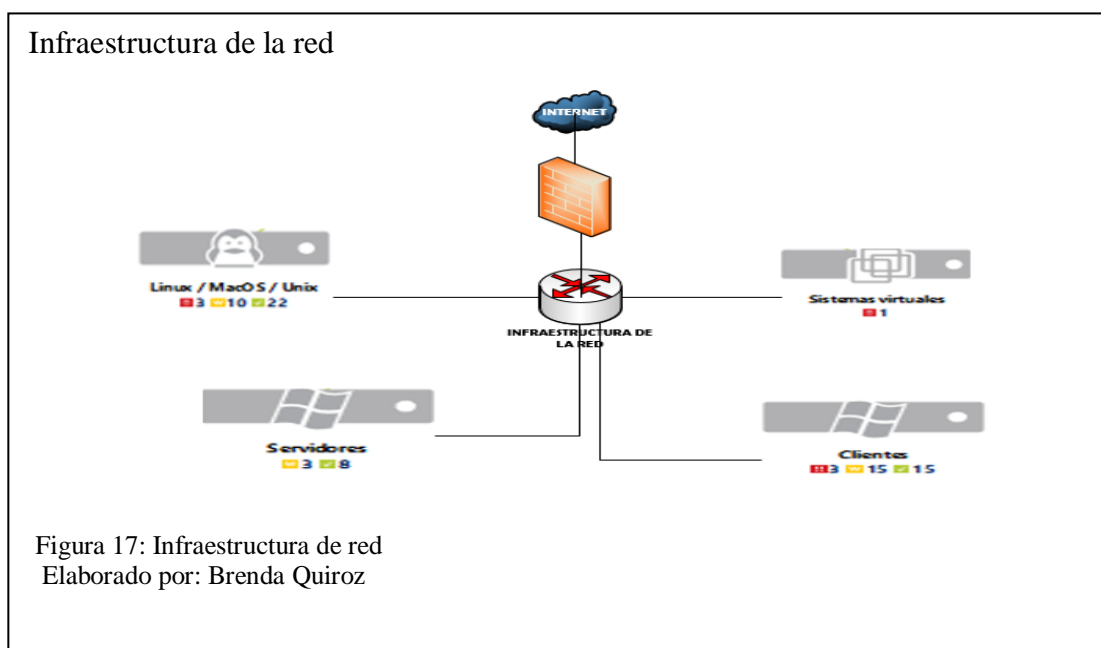 Infraestructura de la red
INTERNET
Linux / MacOS / Unix
!! 3 W 10 22
Sistemas virtuales
!! 1
INFRAESTRUCTURA DE
LA RED
Servidores
W 3 8
Clientes
!! 3 W 15 15
Figura 17: Infraestructura de red
Elaborado por: Brenda Quiroz